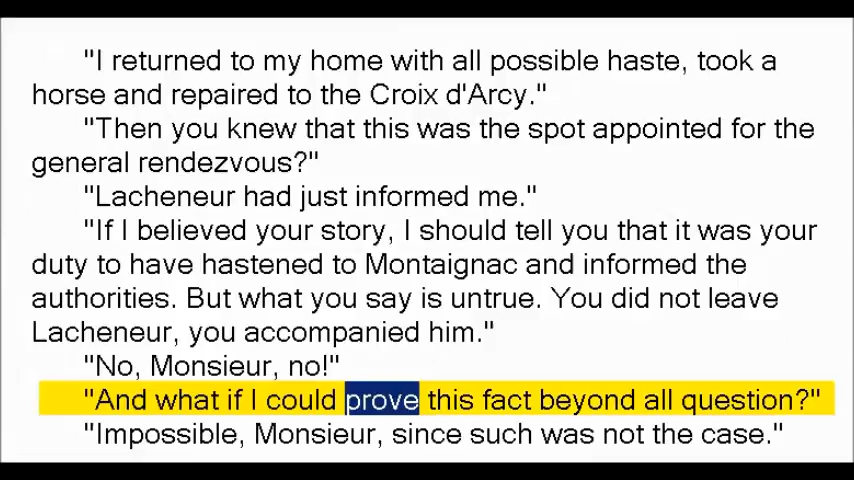 "I returned to my home with all possible haste, took a
horse and repaired to the Croix d'Arcy."
"Then you knew that this was the spot appointed for the
general rendezvous?"
"Lacheneur had just informed me."
"If I believed your story, I should tell you that it was your
duty to have hastened to Montaignac and informed the
authorities. But what you say is untrue. You did not leave
Lacheneur, you accompanied him."
"No, Monsieur, no!"
"And what if I could prove this fact beyond all question?"
"Impossible, Monsieur, since such was not the case."